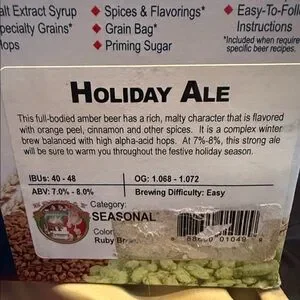 alt Extract Syrup
pecialty Grains*
Hops
◆ Spices & Flavorings*
◆ Grain Bag*
◆ Priming Sugar
◆ Easy-To-Foll
Instructions
*Included when require
specific beer recipes.
HOLIDAY ALE
This full-bodied amber beer has a rich, malty character that is flavored
with orange peel, cinnamon and other spices. It is a complex winter
brew balanced with high alpha-acid hops. At 7%-8%, this strong ale
will be sure to warm you throughout the festive holiday season.
IBUs: 40 - 48
OG: 1.068 - 1.072
ABV: 7.0% - 8.0%
Brewing Difficulty: Easy
Category:
SEASONAL
Color
Ruby Br